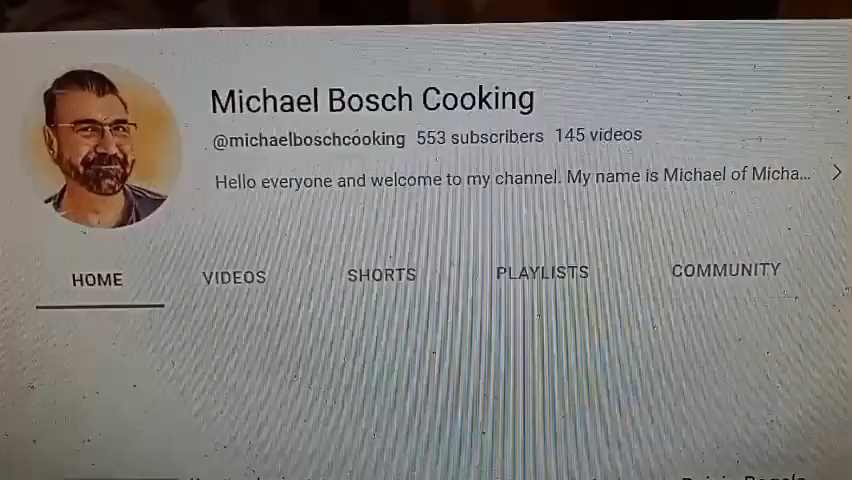 Michael Bosch Cooking
@michaelboschcooking 553 subscribers 145 videos
Hello everyone and welcome to my channel. My name is Michael of Micha...
HOME VIDEOS SHORTS PLAYLISTS COMMUNITY